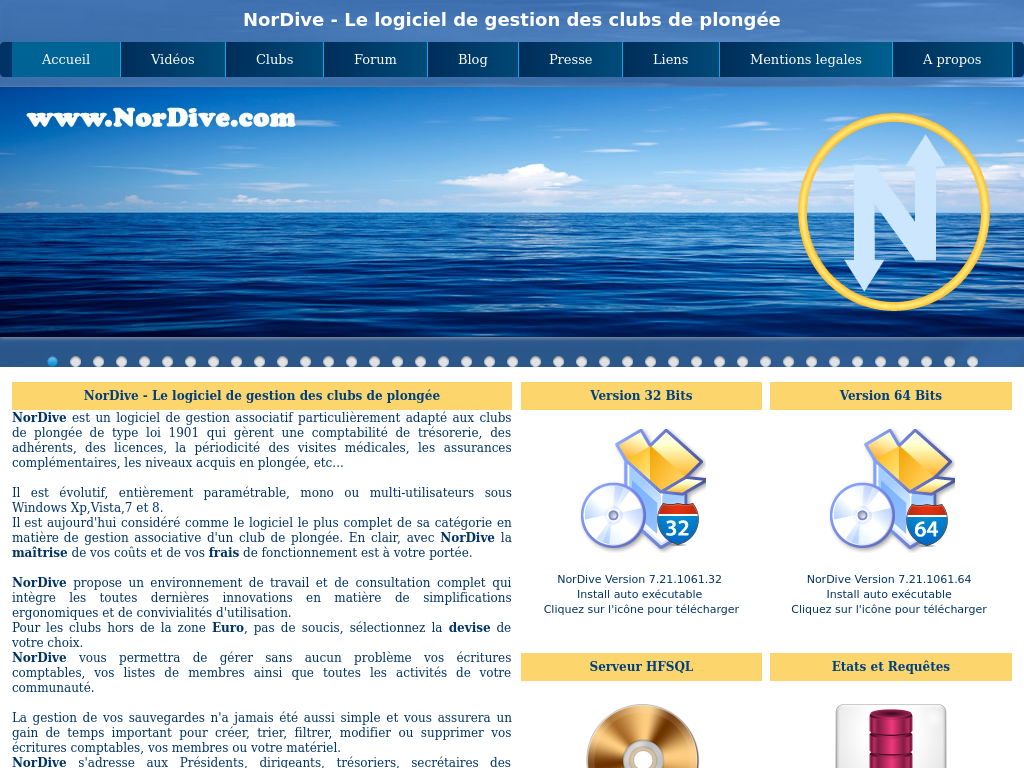 NorDive - Le logiciel de gestion des clubs de plongée
Accueil
Vidéos
Clubs
Forum
Blog
Presse
Liens
Mentions legales
A propos
www.NorDive.com
N
NorDive - Le logiciel de gestion des clubs de plongée
NorDive est un logiciel de gestion associatif particulièrement adapté aux clubs
de plongée de type loi 1901 qui gèrent une comptabilité de trésorerie, des
adhérents, des licences, la périodicité des visites médicales, les assurances
complémentaires, les niveaux acquis en plongée, etc...
Il est évolutif, entièrement paramétrable, mono ou multi-utilisateurs sous
Windows Xp,Vista,7 et 8.
Il est aujourd'hui considéré comme le logiciel le plus complet de sa catégorie en
matière de gestion associative d'un club de plongée. En clair, avec NorDive la
maîtrise de vos coûts et de vos frais de fonctionnement est à votre portée.
NorDive propose un environnement de travail et de consultation complet qui
intègre les toutes dernières innovations en matière de simplifications
ergonomiques et de convivialités d'utilisation.
Pour les clubs hors de la zone Euro, pas de soucis, sélectionnez la devise de
votre choix.
NorDive vous permettra de gérer sans aucun problème vos écritures
comptables, vos listes de membres ainsi que toutes les activités de votre
communauté.
La gestion de vos sauvegardes n'a jamais été aussi simple et vous assurera un
gain de temps important pour créer, trier, filtrer, modifier ou supprimer vos
écritures comptables, vos membres ou votre matériel.
NorDive s'adresse aux Présidents, dirigeants, trésoriers, secrétaires des
Version 32 Bits
32
NorDive Version 7.21.1061.32
Install auto exécutable
Cliquez sur l'icône pour télécharger
Version 64 Bits
64
NorDive Version 7.21.1061.64
Install auto exécutable
Cliquez sur l'icône pour télécharger
Serveur HFSQL
Etats et Requêtes